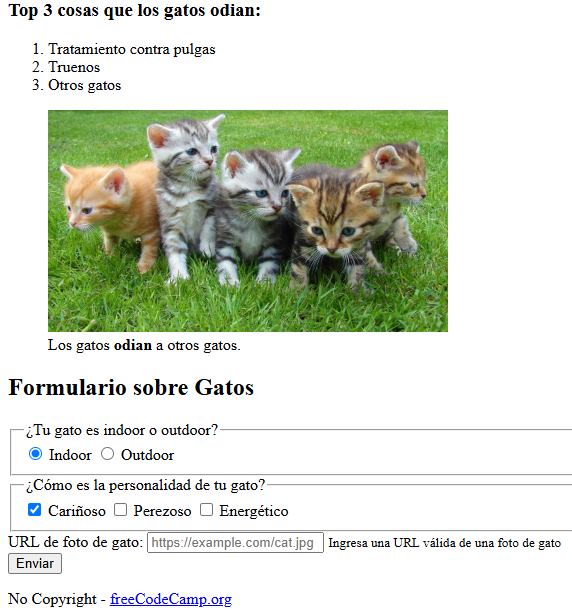 Top 3 cosas que los gatos odian:
1. Tratamiento contra pulgas
2. Truenos
3. Otros gatos
Los gatos odian a otros gatos.
Formulario sobre Gatos
¿Tu gato es indoor o outdoor?
Indoor Outdoor
¿Cómo es la personalidad de tu gato?
Cariñoso Perezoso Energético
URL de foto de gato: https://example.com/cat.jpg Ingresa una URL válida de una foto de gato
Enviar
No Copyright - freeCodeCamp.org